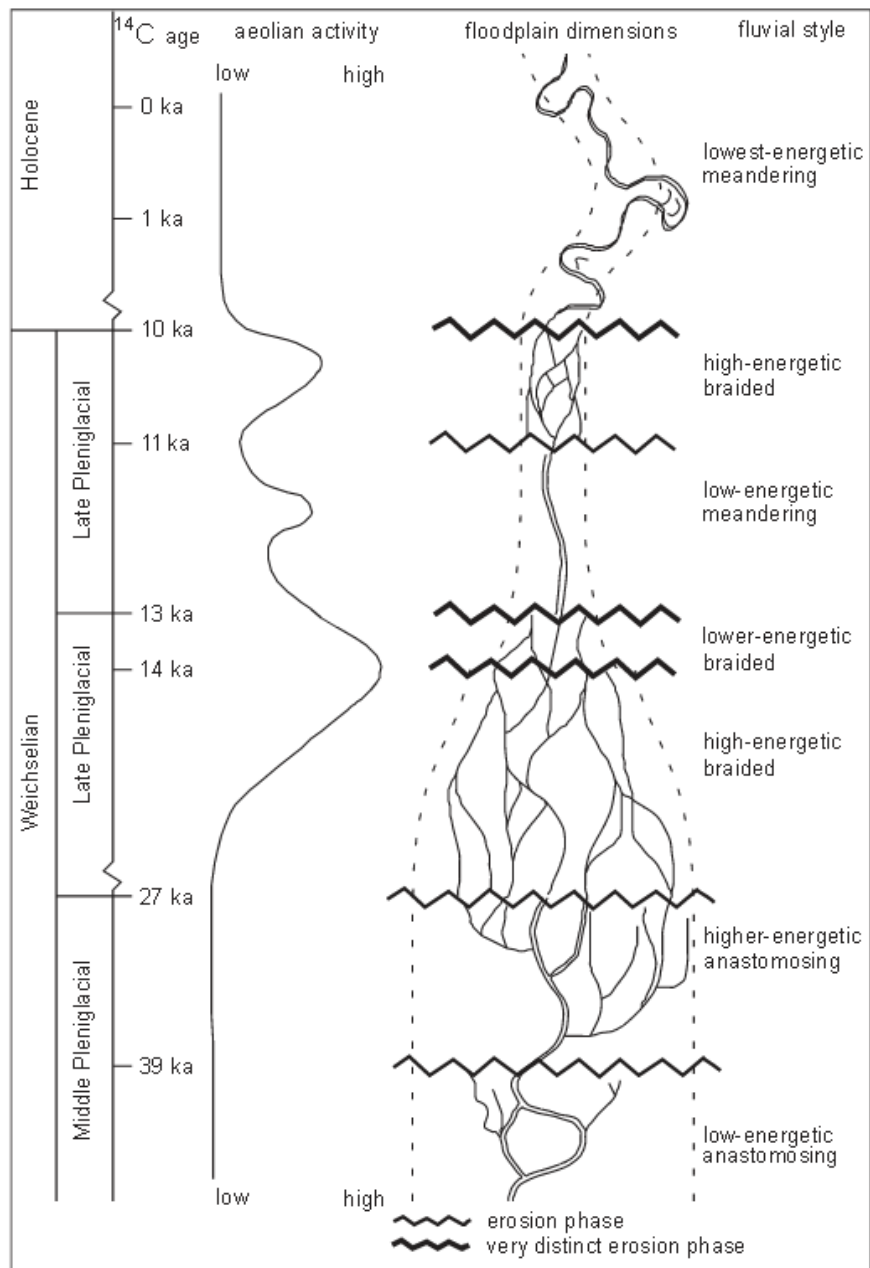 14C age
aeolian activity
floodplain dimensions
fluvial style
low
high
Holocene
0 ka
1 ka
lowest-energetic
meandering
10 ka
Weichselian
Late Pleniglacial
high-energetic
braided
11 ka
low-energetic
meandering
13 ka
Late Pleniglacial
lower-energetic
braided
14 ka
high-energetic
braided
27 ka
Middle Pleniglacial
higher-energetic
anastomosing
39 ka
low-energetic
anastomosing
low
high
erosion phase
very distinct erosion phase